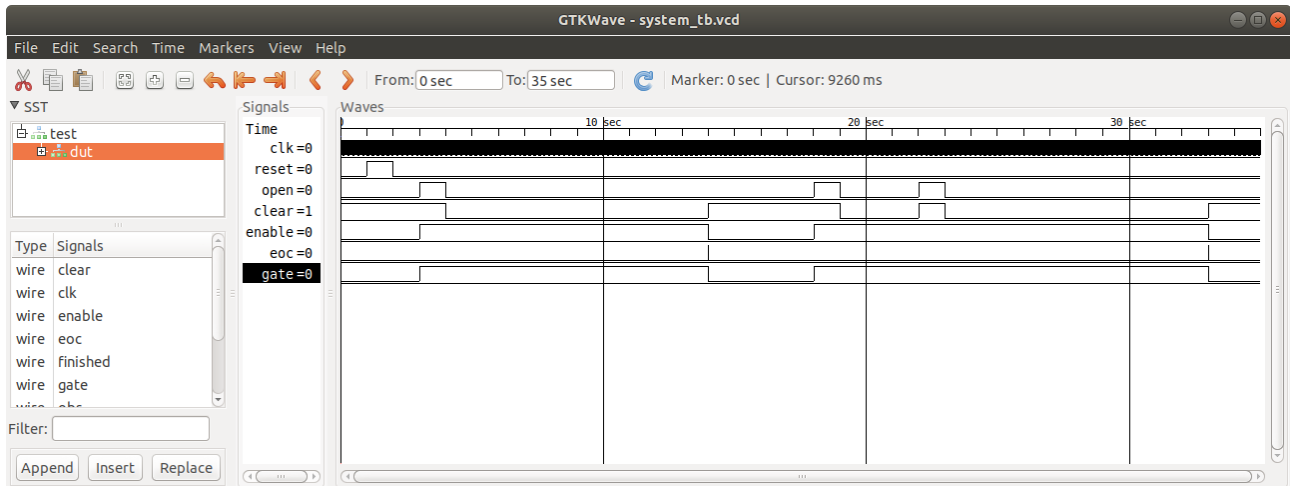 GTKWave - system_tb.vcd
File Edit Search Time Markers View Help
From: 0 sec To: 35 sec Marker: 0 sec | Cursor: 9260 ms
SST
test
dut
Type Signals
wire clear
wire clk
wire enable
wire eoc
wire finished
wire gate
Filter:
Append Insert Replace
Signals
Time
clk =0
reset =0
open =0
clear =1
enable =0
eoc =0
gate =0
Waves
0 10 sec 20 sec 30 sec